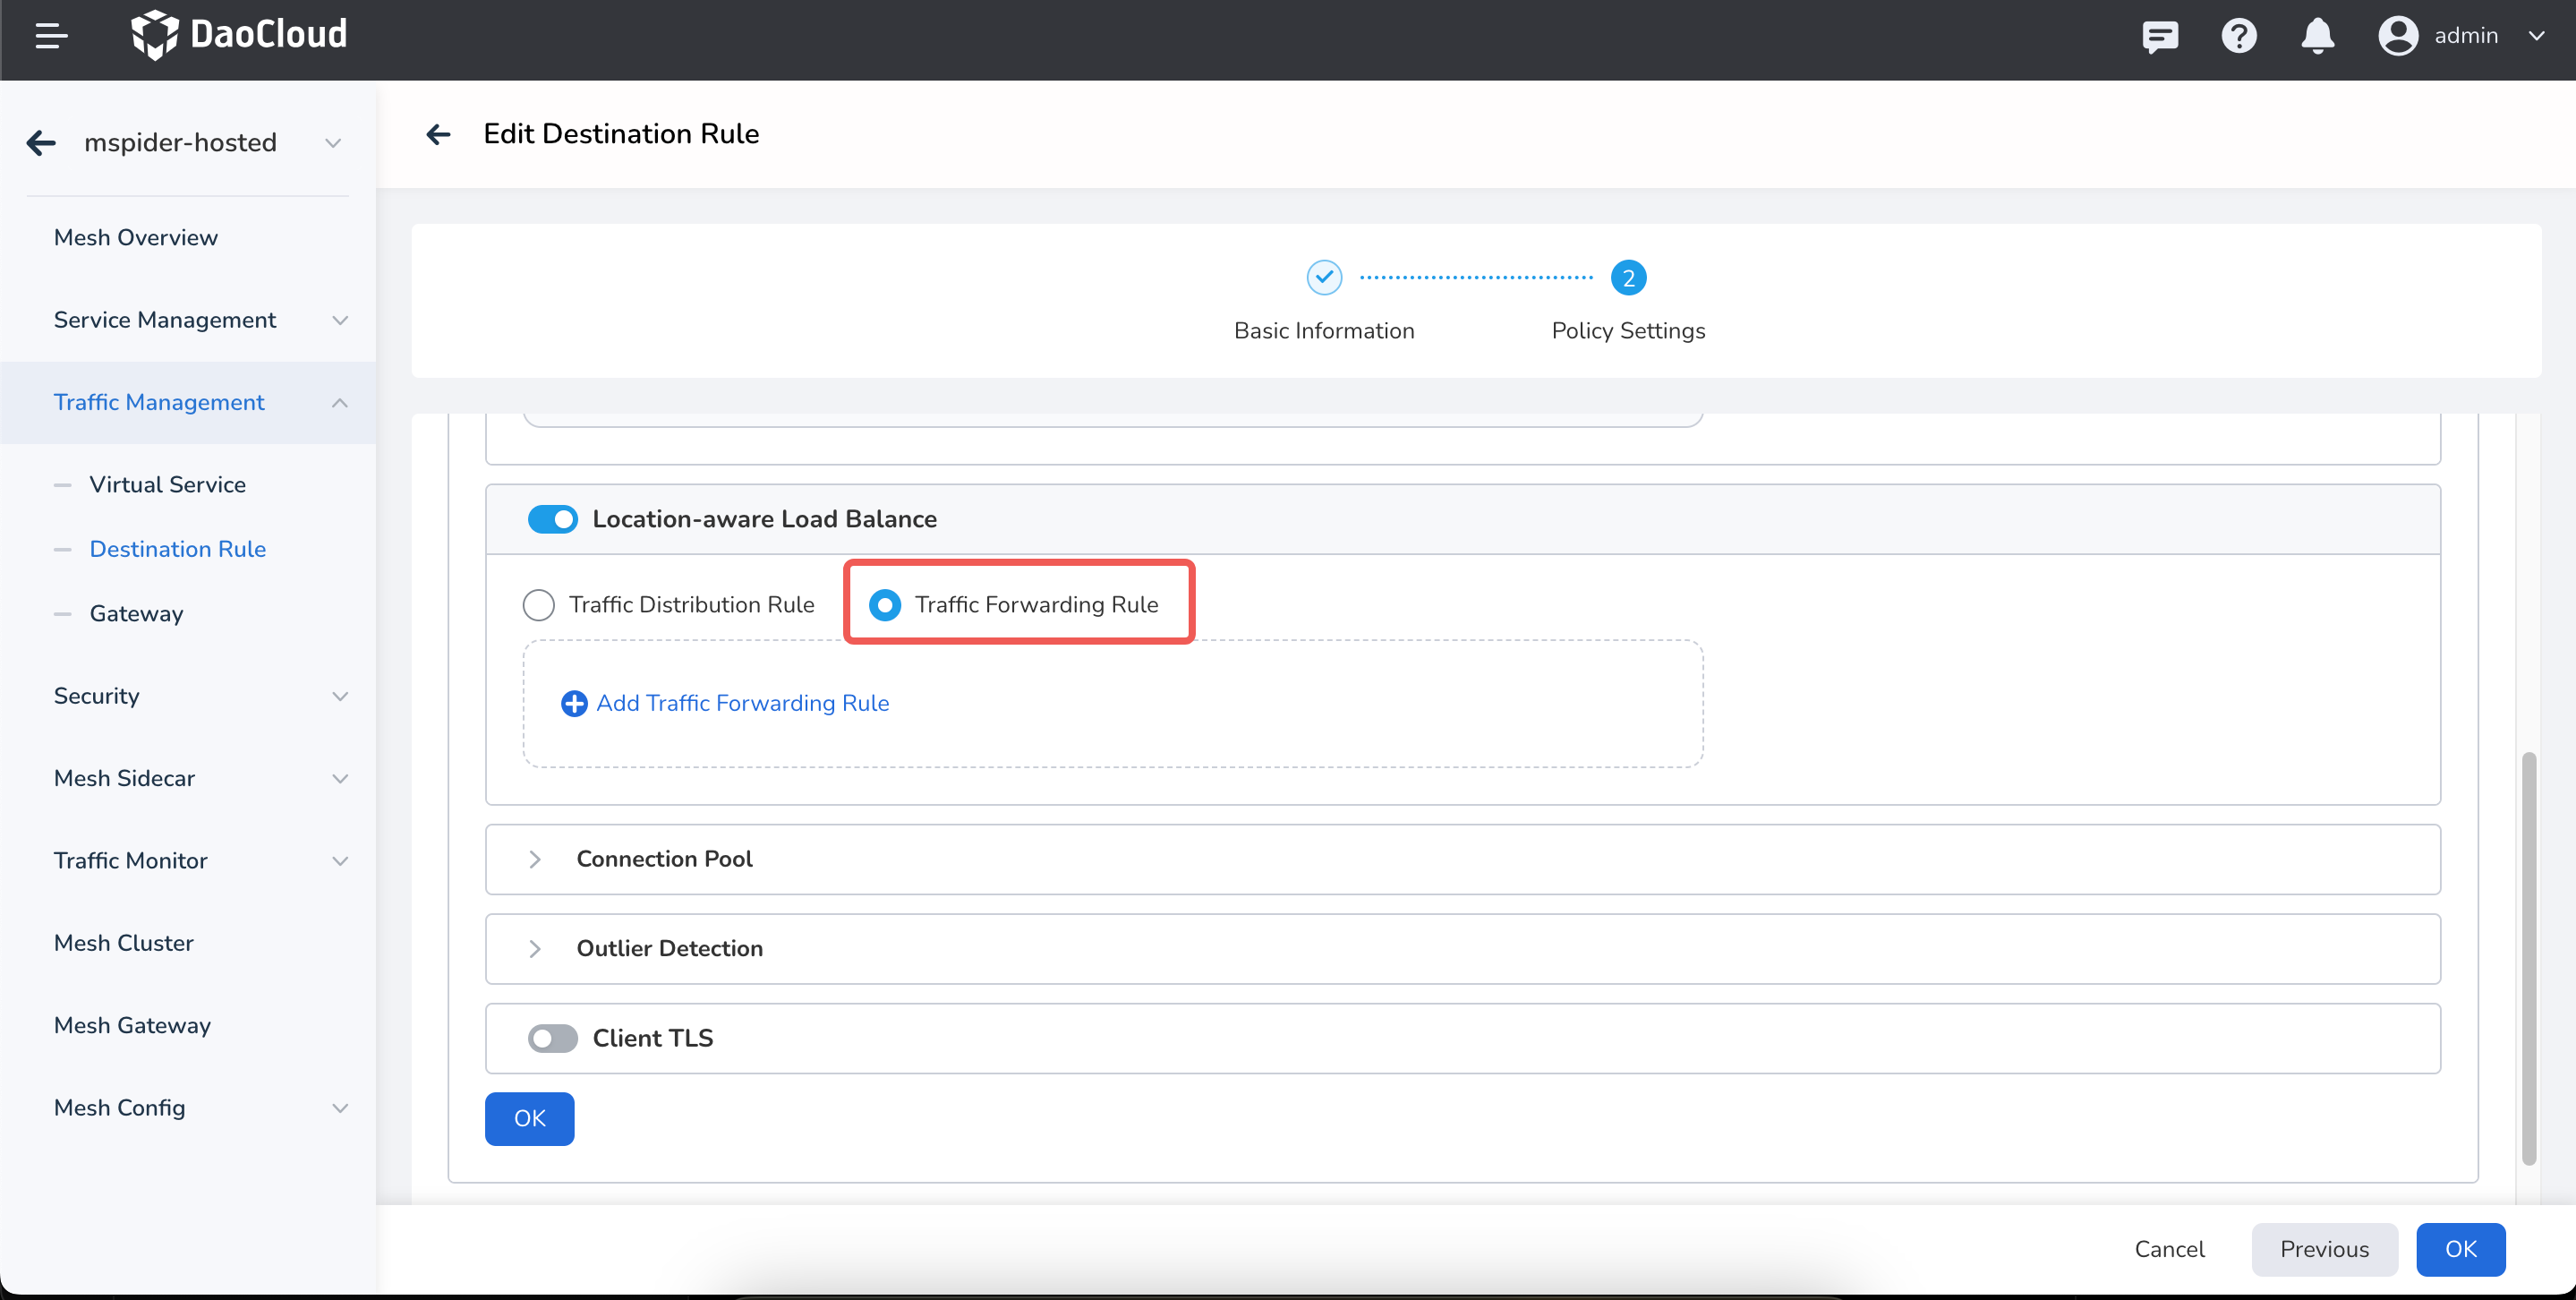 DaoCloud
admin
mspider-hosted
Mesh Overview
Service Management
Traffic Management
Virtual Service
Destination Rule
Gateway
Security
Mesh Sidecar
Traffic Monitor
Mesh Cluster
Mesh Gateway
Mesh Config
Edit Destination Rule
2
Basic Information
Policy Settings
Location-aware Load Balance
Traffic Distribution Rule
Traffic Forwarding Rule
Add Traffic Forwarding Rule
Connection Pool
Outlier Detection
Client TLS
OK
Cancel
Previous
OK